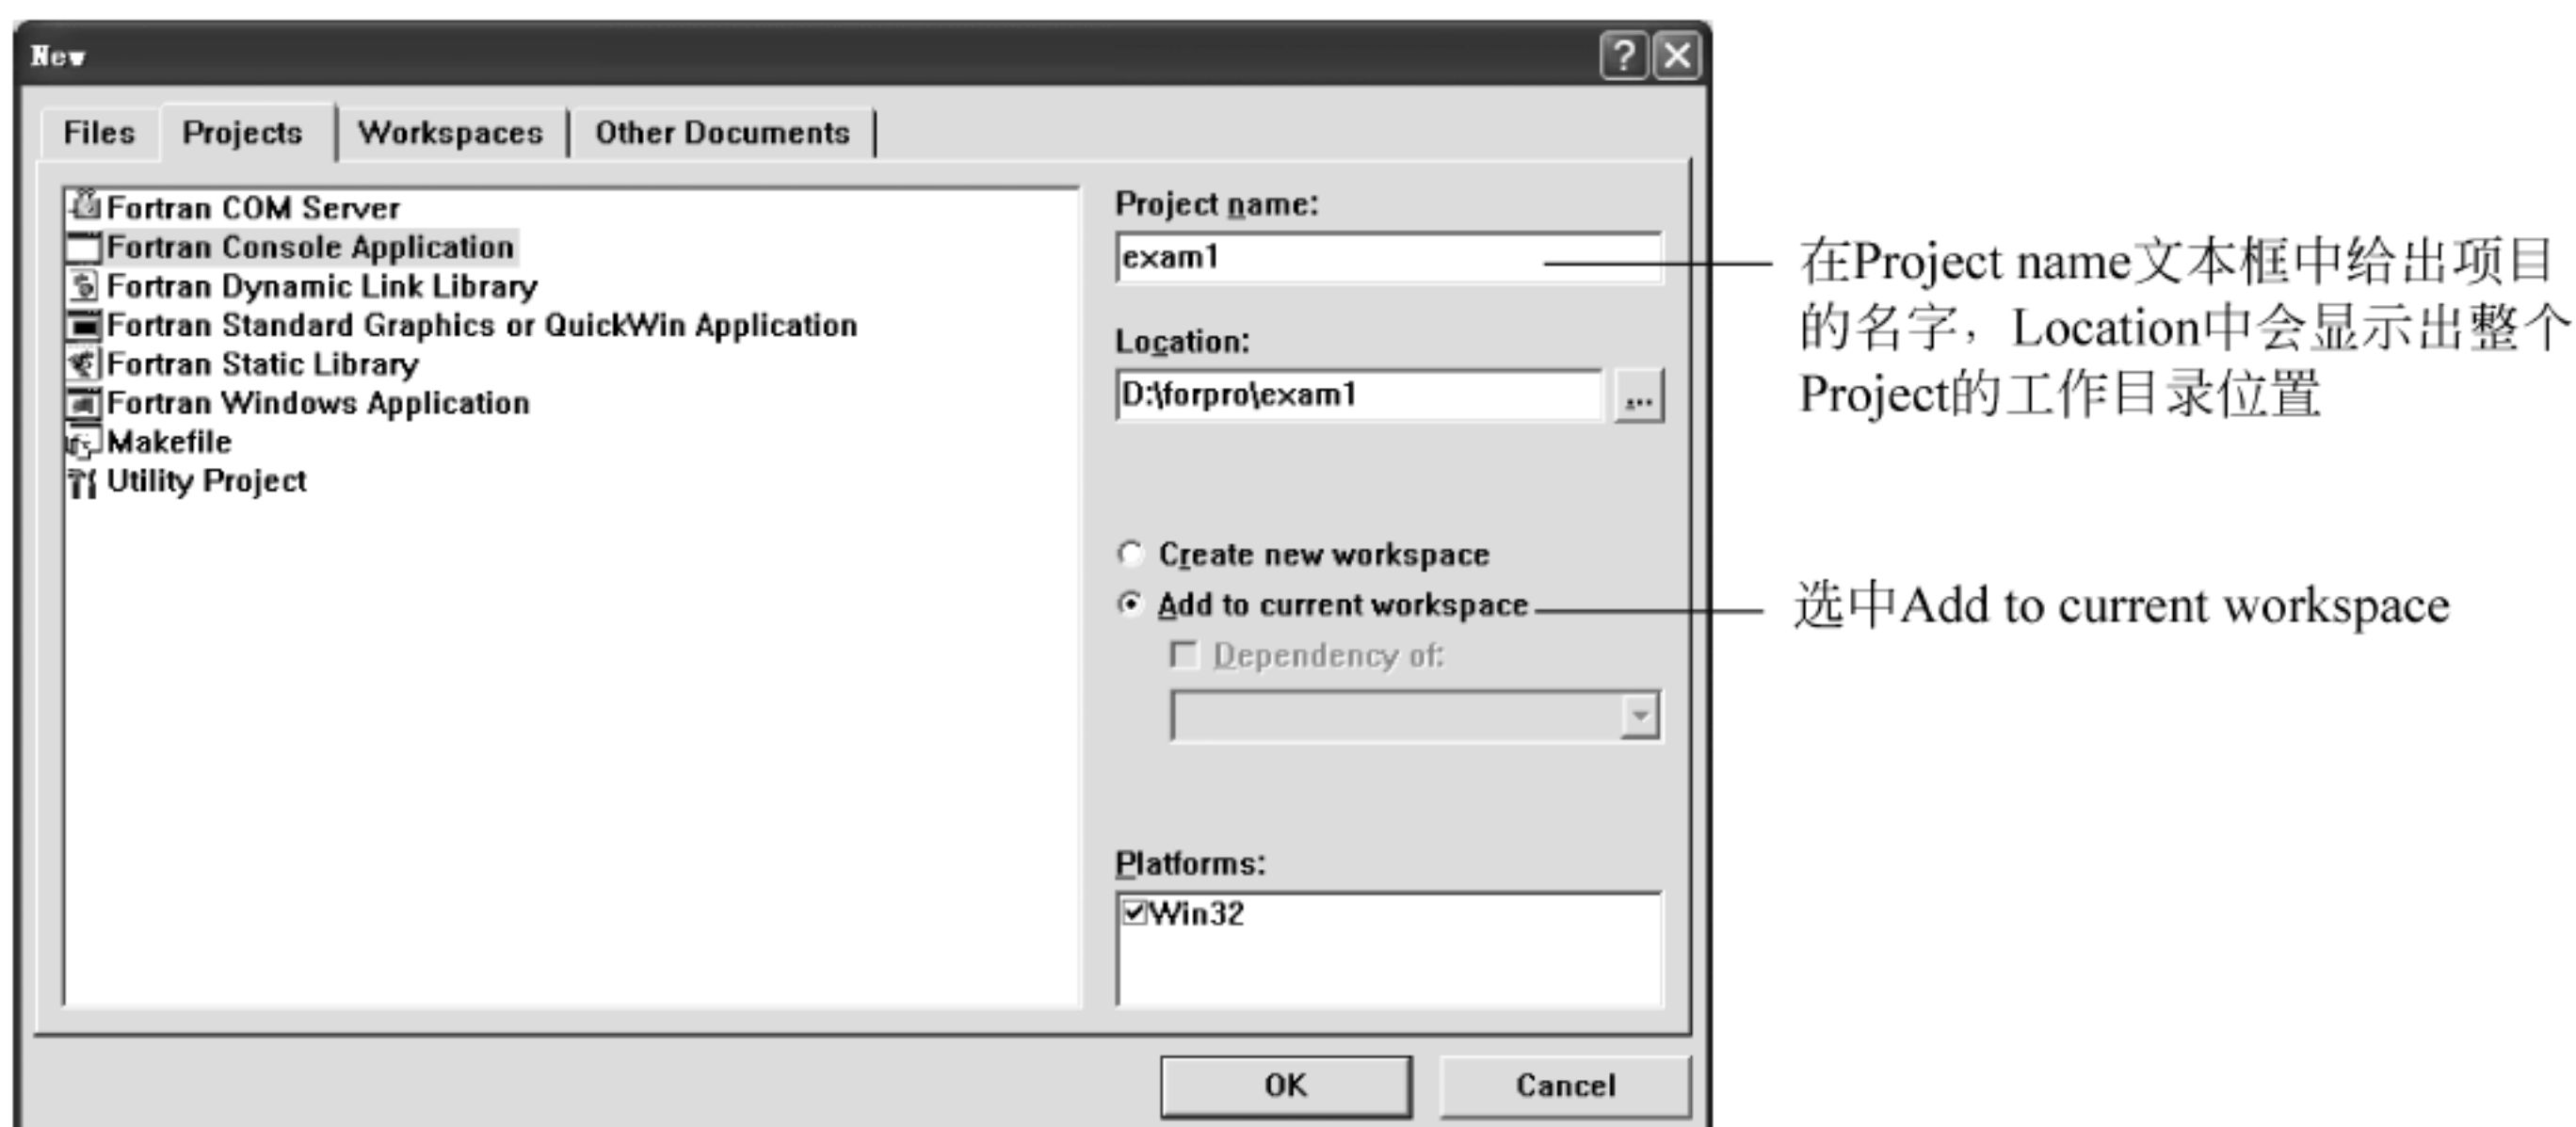 New
Files Projects Workspaces Other Documents
Fortran COM Server
Fortran Console Application
Fortran Dynamic Link Library
Fortran Standard Graphics or QuickWin Application
Fortran Static Library
Fortran Windows Application
Makefile
Utility Project
Project name:
exam1
Location:
D:\forpro\exam1
...
Create new workspace
Add to current workspace
Dependency of:
Platforms:
Win32
OK Cancel
在Project name文本框中给出项目
的名字，Location中会显示出整个
Project的工作目录位置
选中Add to current workspace